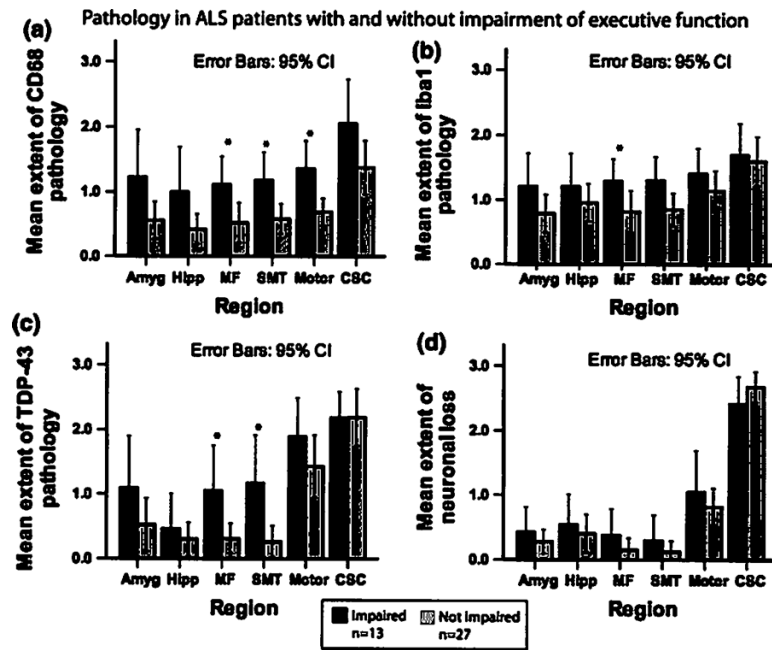 Pathology in ALS patients with and without impairment of executive function
(a)
Error Bars: 95% CI
Mean extent of CD68
pathology
3.0
2.0
1.0
0.0
* * *
Amyg Hipp MF SMT Motor CSC
Region
(b)
Error Bars: 95% CI
Mean extent of Iba1
pathology
3.0
2.0
1.0
0.0
*
Amyg Hipp MF SMT Motor CSC
Region
(c)
Error Bars: 95% CI
Mean extent of TDP-43
pathology
3.0
2.0
1.0
0.0
* *
Amyg Hipp MF SMT Motor CSC
Region
(d)
Error Bars: 95% CI
Mean extent of
neuronal loss
3.0
2.0
1.0
0.0
Amyg Hipp MF SMT Motor CSC
Region
Impaired Not Impaired
n=13 n=27